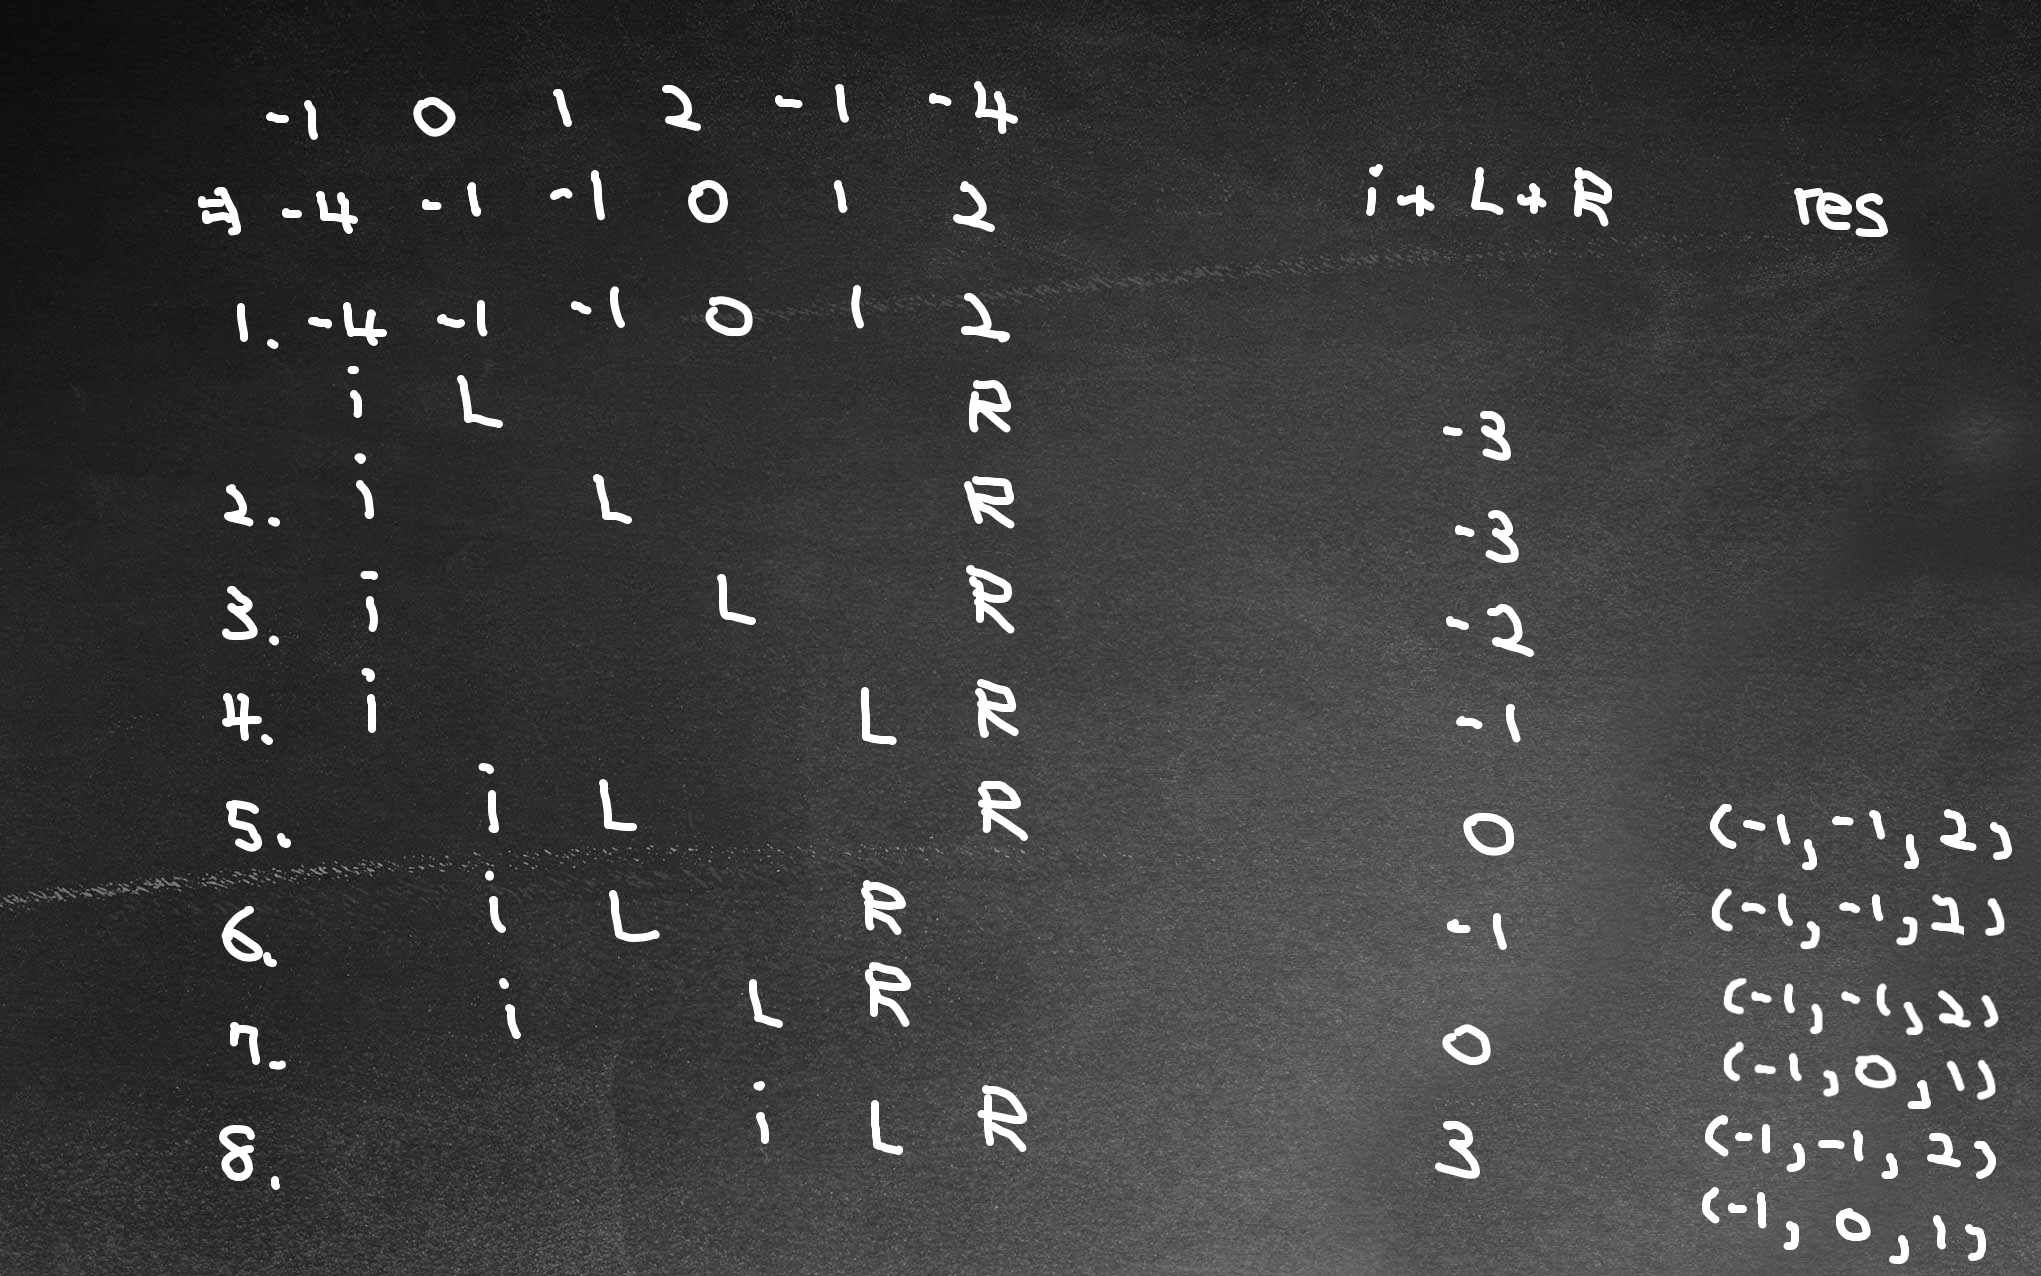 -1 0 1 2 -1 -4
⇒ -4 -1 -1 0 1 2 i+L+R res
1. -4 -1 -1 0 1 2
i L R -3
2. i L R -3
3. i L R -2
4. i L R -1
5. i L R 0 (-1, -1, 2)
6. i L R -1 (-1, -1, 2)
7. i L R 0 (-1, -1, 2)
(-1, 0, 1)
8. i L R 3 (-1, -1, 2)
(-1, 0, 1)